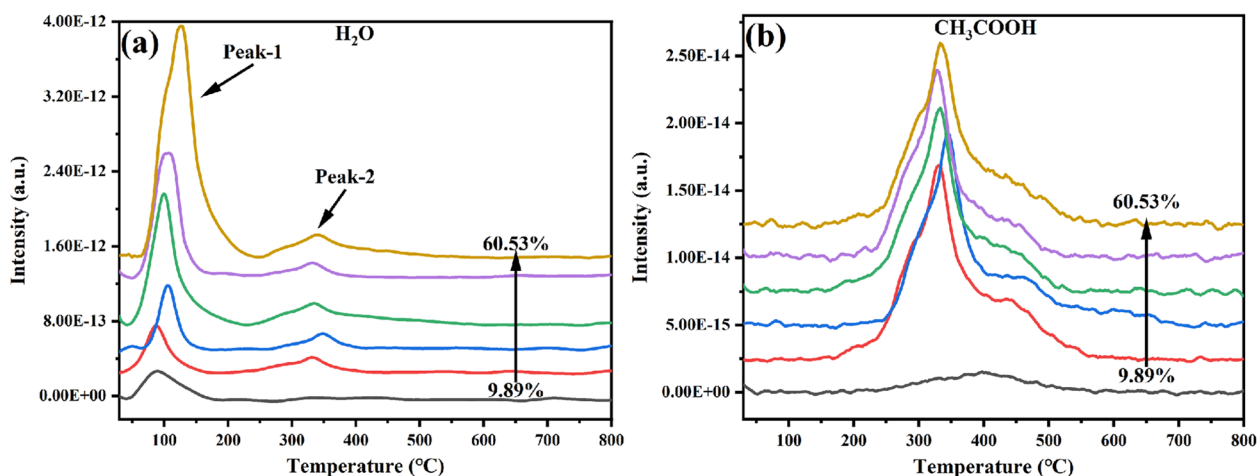 (a)
H₂O
Peak-1
Peak-2
60.53%
9.89%
4.00E-12
3.20E-12
2.40E-12
1.60E-12
8.00E-13
0.00E+00
Intensity (a.u.)
100 200 300 400 500 600 700 800
Temperature (°C)
(b)
CH₃COOH
60.53%
9.89%
2.50E-14
2.00E-14
1.50E-14
1.00E-14
5.00E-15
0.00E+00
Intensity (a.u.)
100 200 300 400 500 600 700 800
Temperature (°C)